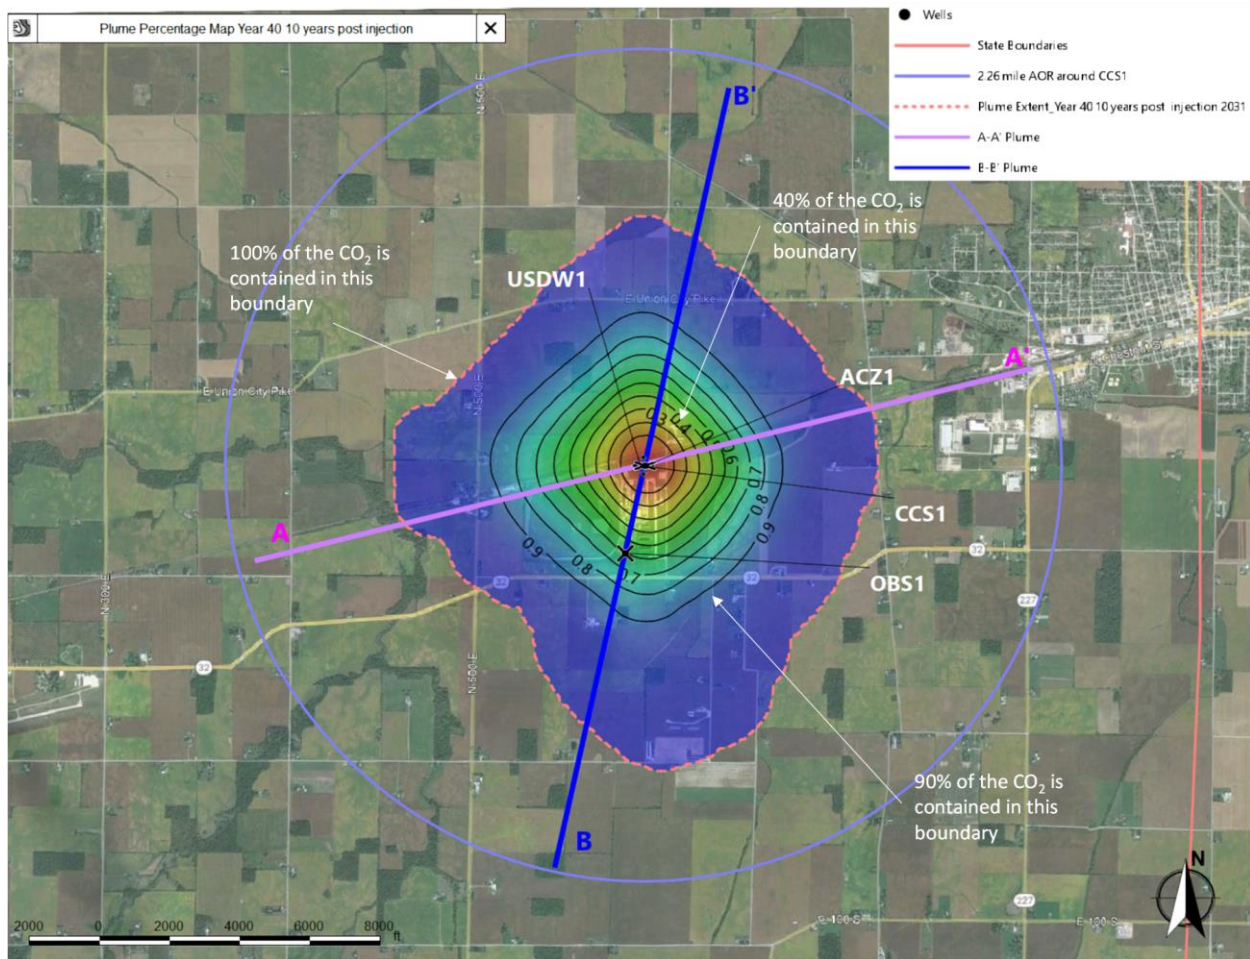 Plume Percentage Map Year 40 10 years post injection
Wells
State Boundaries
2.26 mile AOR around CCS1
Plume Extent_Year 40 10 years post injection 2031
A-A' Plume
B-B' Plume
N 500 E
B'
40% of the CO₂ is
contained in this
boundary
100% of the CO₂ is
contained in this
boundary
USDW1
E Union City Pike
A'
ACZ1
E Union City Pike
N 500 E
0.3
0.4
0.6
0.7
0.8
0.9
CCS1
A
32
0.9
0.8
0.7
OBS1
32
32
N 300 E
227
32
N 500 E
90% of the CO₂ is
contained in this
boundary
B
N
227
2000 0 2000 4000 6000 8000
ft